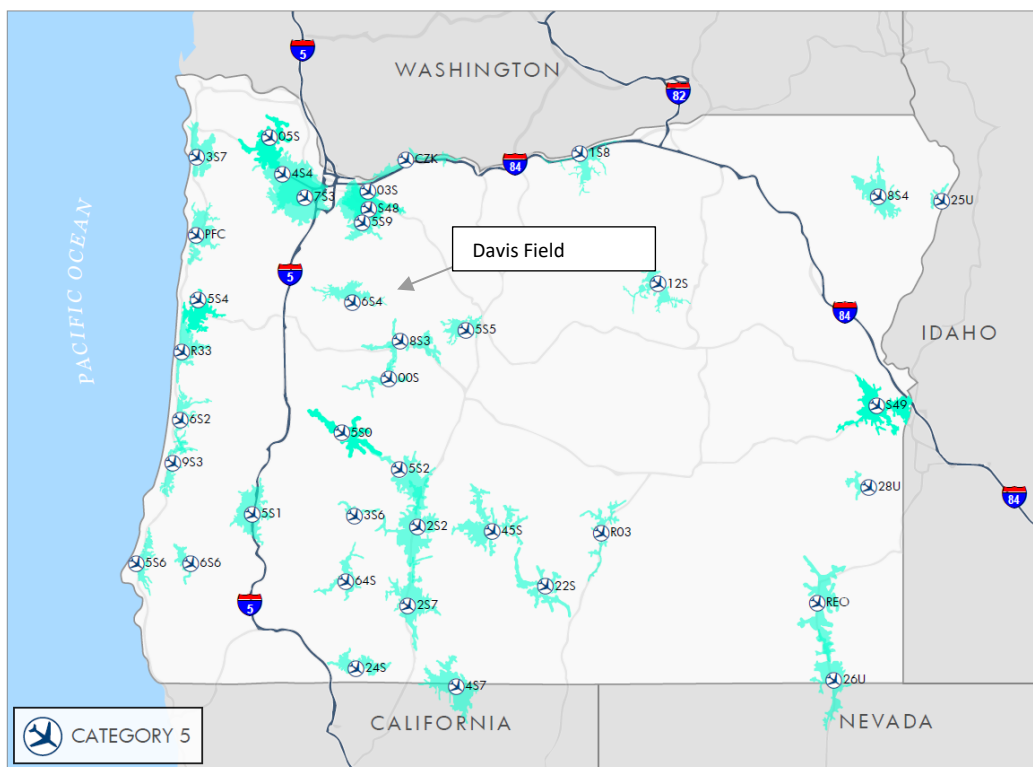 5
WASHINGTON
82
05S
3S7
CZK
84
1S8
4S4
7S3
03S
S48
5S9
8S4
25U
PFC
Davis Field
PACIFIC OCEAN
5
12S
5S4
6S4
84
IDAHO
5S5
8S3
R33
00S
S49
6S2
5S0
9S3
5S2
28U
84
5S1
3S6
2S2
45S
R03
5S6
6S6
64S
22S
5
2S7
REO
24S
4S7
26U
CATEGORY 5
CALIFORNIA
NEVADA